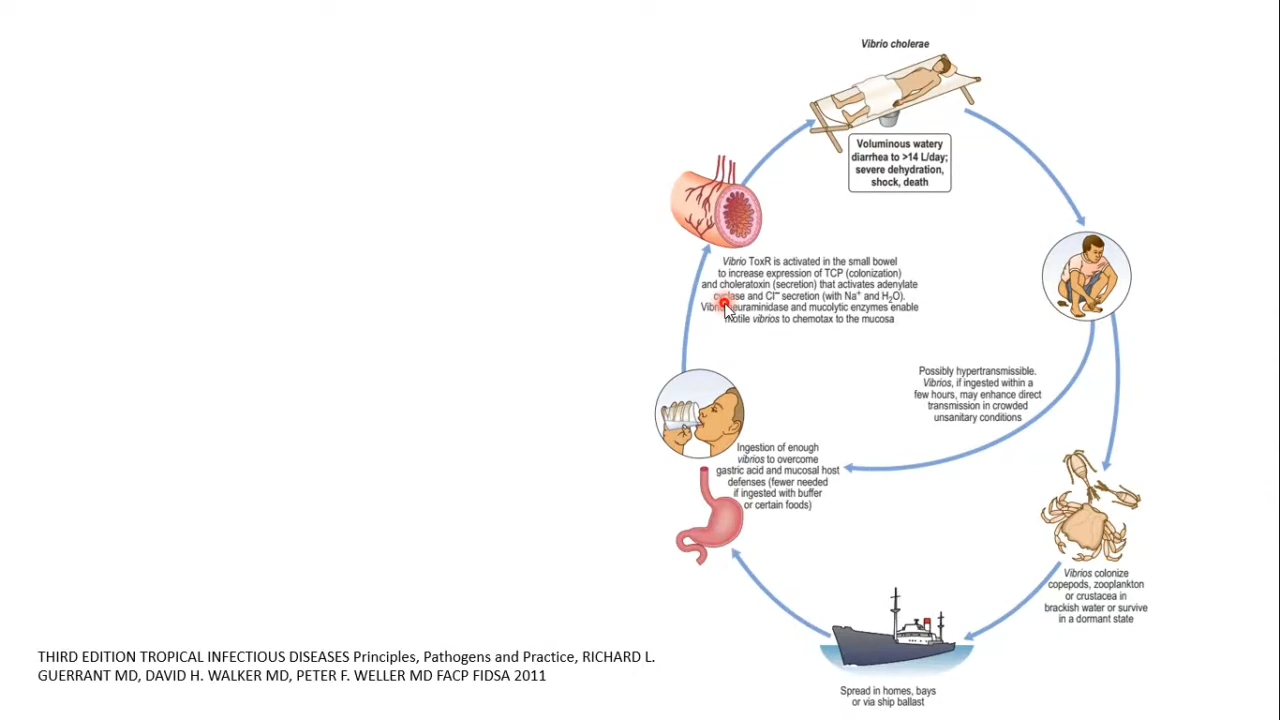 Vibrio cholerae
Voluminous watery
diarrhea to >14 L/day;
severe dehydration,
shock, death
Vibrio ToxR is activated in the small bowel
to increase expression of TCP (colonization)
and choleratoxin (secretion) that activates adenylate
cyclase and Cl⁻ secretion (with Na⁺ and H₂O).
neuraminidase and mucolytic enzymes enable
motile vibrios to chemotax to the mucosa
Possibly hypertransmissible.
Vibrios, if ingested within a
few hours, may enhance direct
transmission in crowded
unsanitary conditions
Ingestion of enough
vibrios to overcome
gastric acid and mucosal host
defenses (fewer needed
if ingested with buffer
or certain foods)
Vibrios colonize
copepods, zooplankton
or crustacea in
brackish water or survive
in a dormant state
Spread in homes, bays
or via ship ballast
THIRD EDITION TROPICAL INFECTIOUS DISEASES Principles, Pathogens and Practice, RICHARD L.
GUERRANT MD, DAVID H. WALKER MD, PETER F. WELLER MD FACP FIDSA 2011